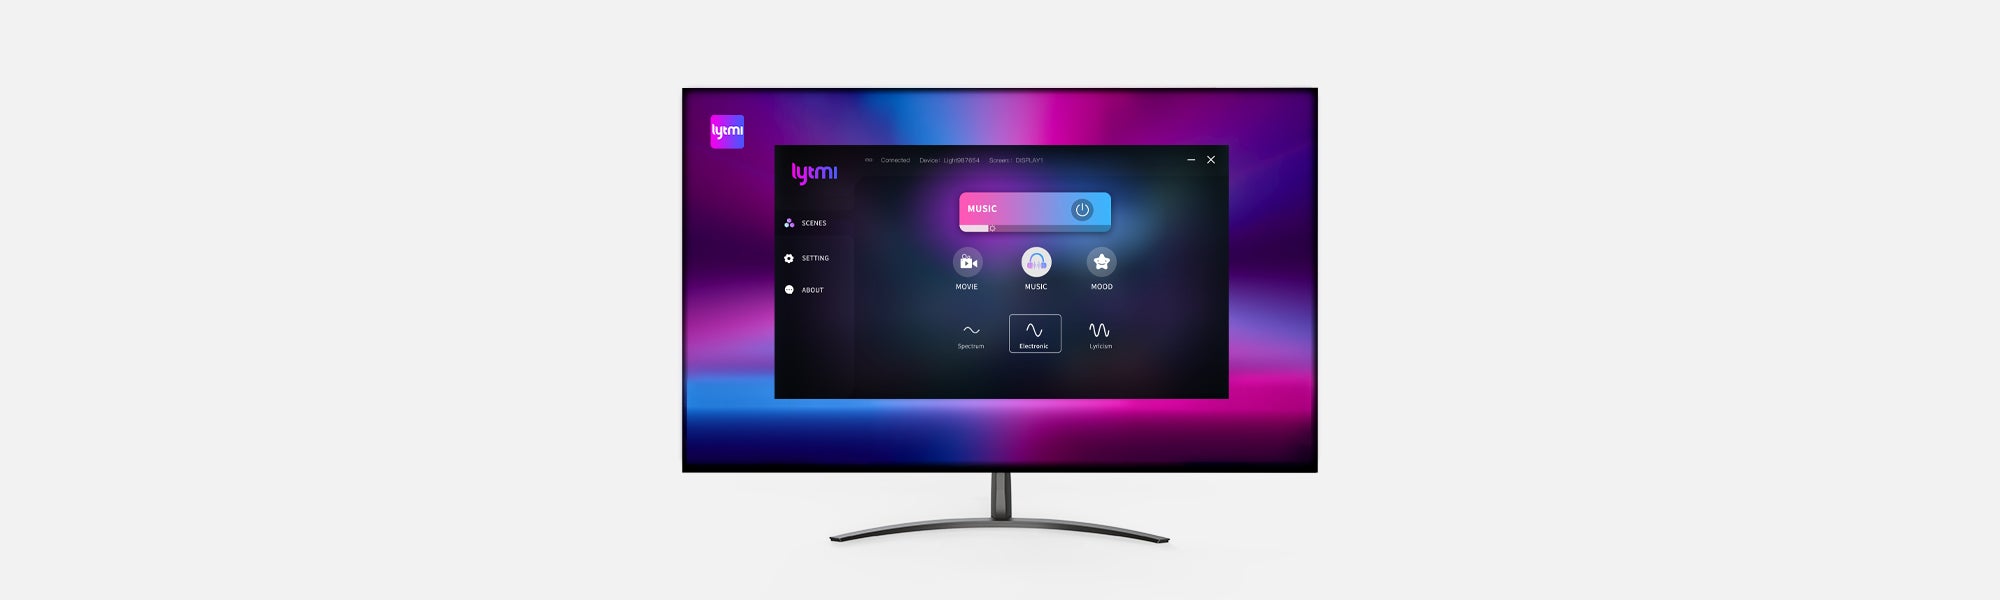 lytmi
lytmi
Connected Device: Light987654 Screen: DISPLAY1
MUSIC
SCENES
SETTING
ABOUT
MOVIE MUSIC MOOD
Spectrum Electronic Lyricism